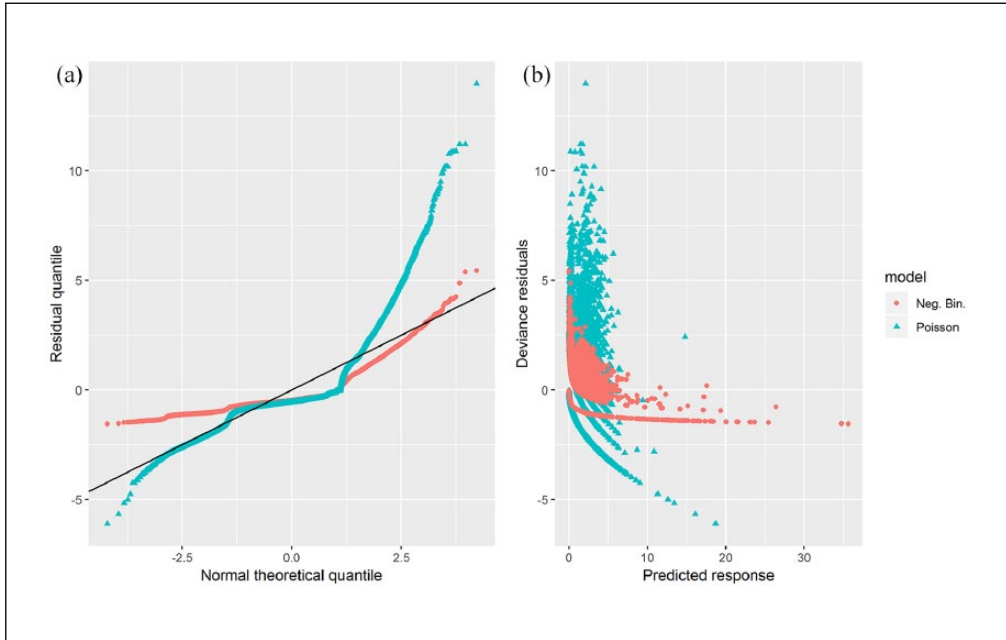 (a)
Residual quantile
10
5
0
-5
-2.5
0.0
2.5
Normal theoretical quantile
(b)
Deviance residuals
10
5
0
-5
0
10
20
30
Predicted response
model
Neg. Bin.
Poisson